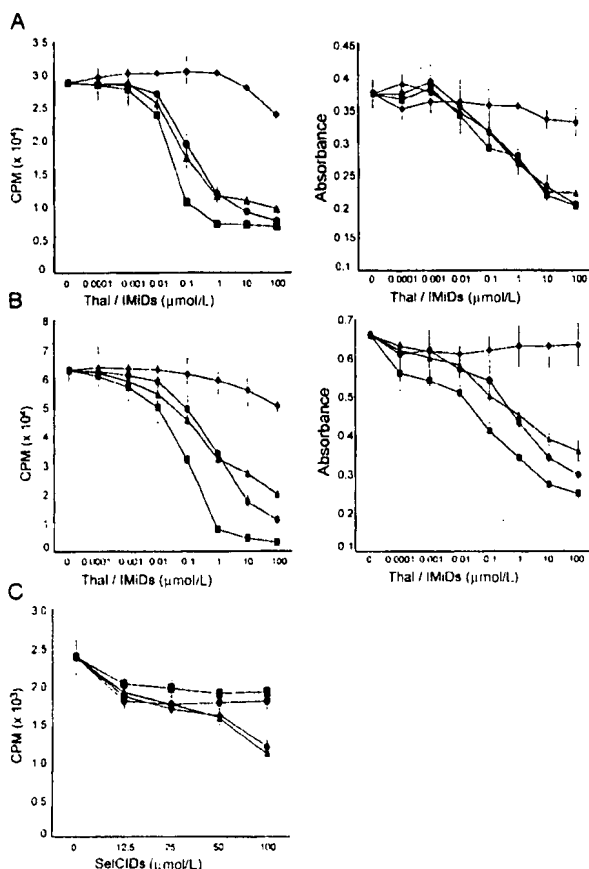 A
3.5
3.0
2.5
2.0
1.5
1.0
0.5
0
CPM (x 10⁴)
0 0.0001 0.001 0.01 0.1 1 10 100
Thal / IMiDs (μmol/L)
0.45
0.4
0.35
0.3
0.25
0.2
0.15
0.1
Absorbance
0 0.0001 0.001 0.01 0.1 1 10 100
Thal / IMiDs (μmol/L)
B
8
7
6
5
4
3
2
1
0
CPM (x 10⁴)
0 0.0001 0.001 0.01 0.1 1 10 100
Thal / IMiDs (μmol/L)
0.7
0.6
0.5
0.4
0.3
0.2
0.1
Absorbance
0 0.0001 0.001 0.01 0.1 1 10 100
Thal / IMiDs (μmol/L)
C
3.0
2.5
2.0
1.5
1.0
0.5
0
CPM (x 10³)
0 12.5 25 50 100
SelCIDs (μmol/L)